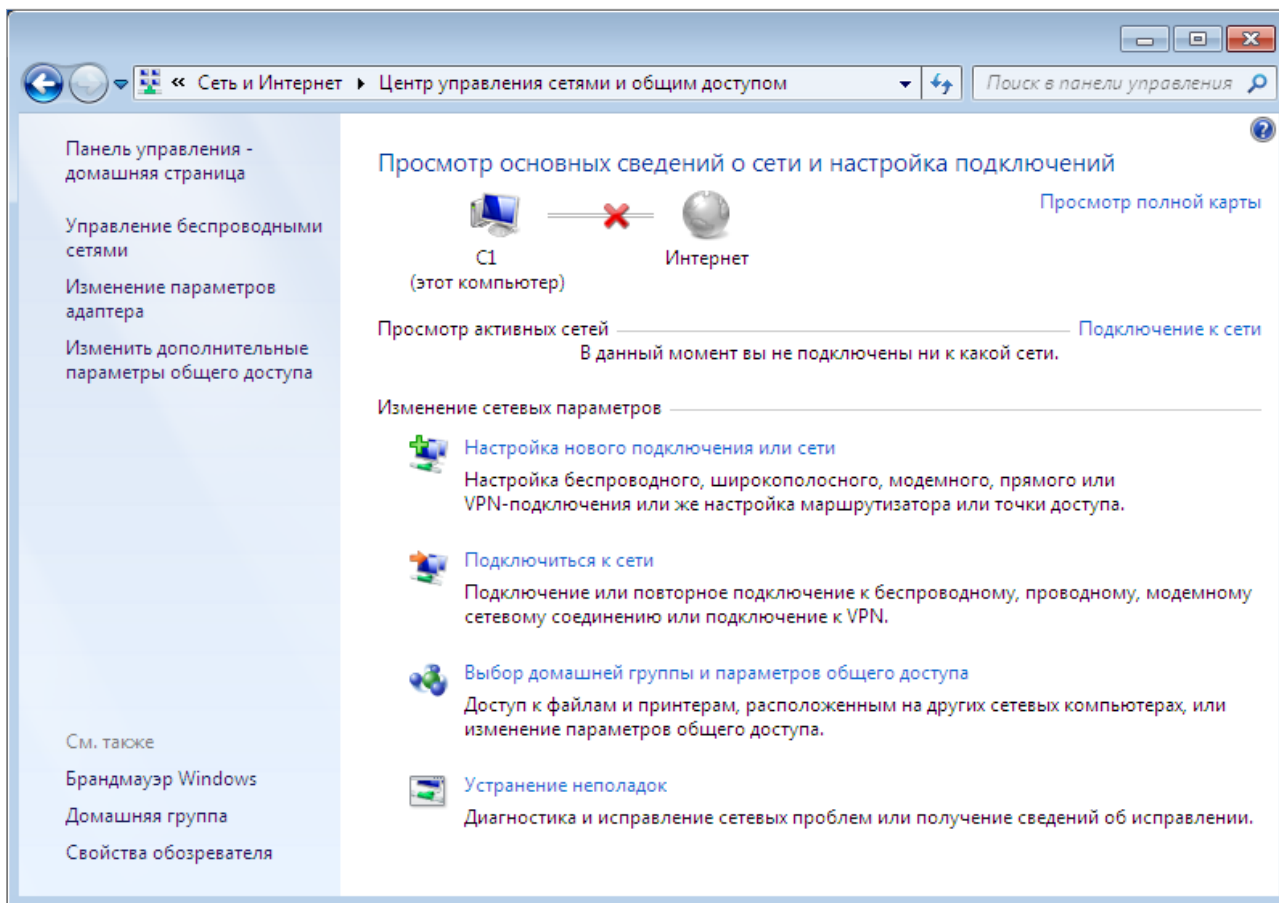 « Сеть и Интернет ▸ Центр управления сетями и общим доступом
Поиск в панели управления
Панель управления -
домашняя страница
Управление беспроводными
сетями
Изменение параметров
адаптера
Изменить дополнительные
параметры общего доступа
См. также
Брандмауэр Windows
Домашняя группа
Свойства обозревателя
Просмотр основных сведений о сети и настройка подключений
Просмотр полной карты
C1
(этот компьютер)
Интернет
Просмотр активных сетей
Подключение к сети
В данный момент вы не подключены ни к какой сети.
Изменение сетевых параметров
Настройка нового подключения или сети
Настройка беспроводного, широкополосного, модемного, прямого или
VPN-подключения или же настройка маршрутизатора или точки доступа.
Подключиться к сети
Подключение или повторное подключение к беспроводному, проводному, модемному
сетевому соединению или подключение к VPN.
Выбор домашней группы и параметров общего доступа
Доступ к файлам и принтерам, расположенным на других сетевых компьютерах, или
изменение параметров общего доступа.
Устранение неполадок
Диагностика и исправление сетевых проблем или получение сведений об исправлении.